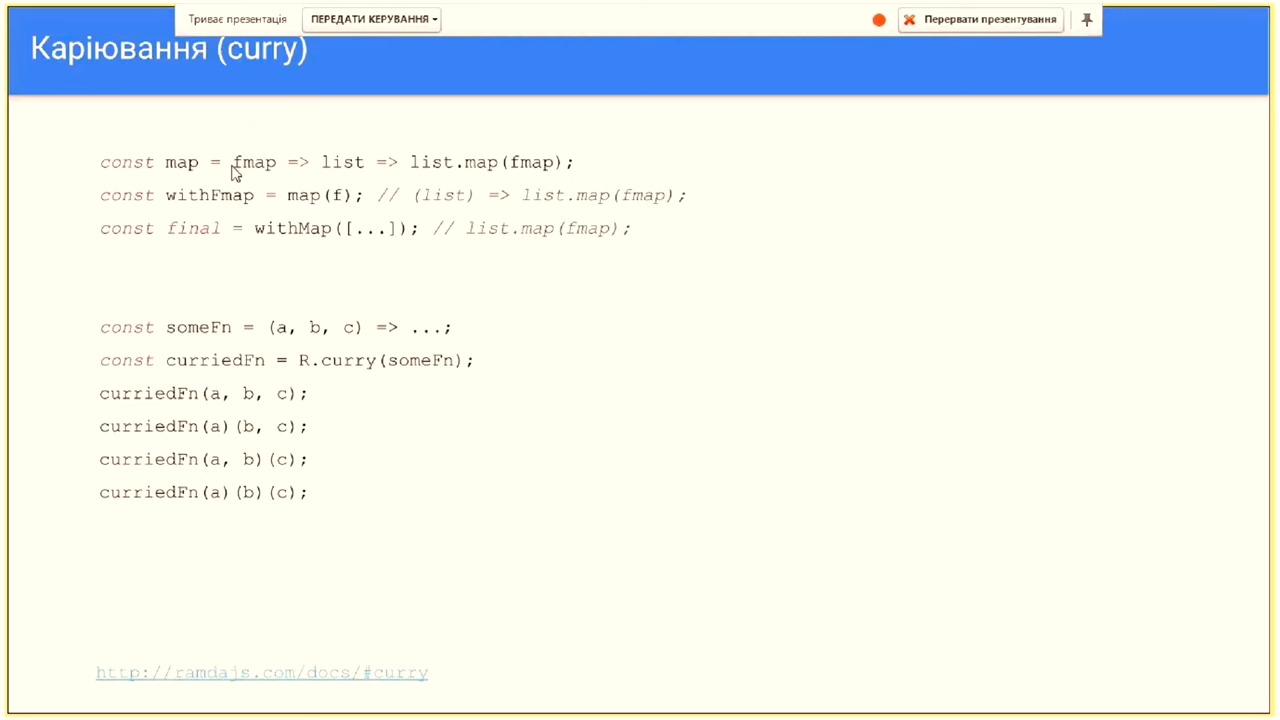 Триває презентація ПЕРЕДАТИ КЕРУВАННЯ Перервати презентування
Каріювання (curry)
const map = fmap => list => list.map(fmap);
const withFmap = map(f); // (list) => list.map(fmap);
const final = withMap([...]); // list.map(fmap);
const someFn = (a, b, c) => ...;
const curriedFn = R.curry(someFn);
curriedFn(a, b, c);
curriedFn(a)(b, c);
curriedFn(a, b)(c);
curriedFn(a)(b)(c);
http://ramdajs.com/docs/#curry